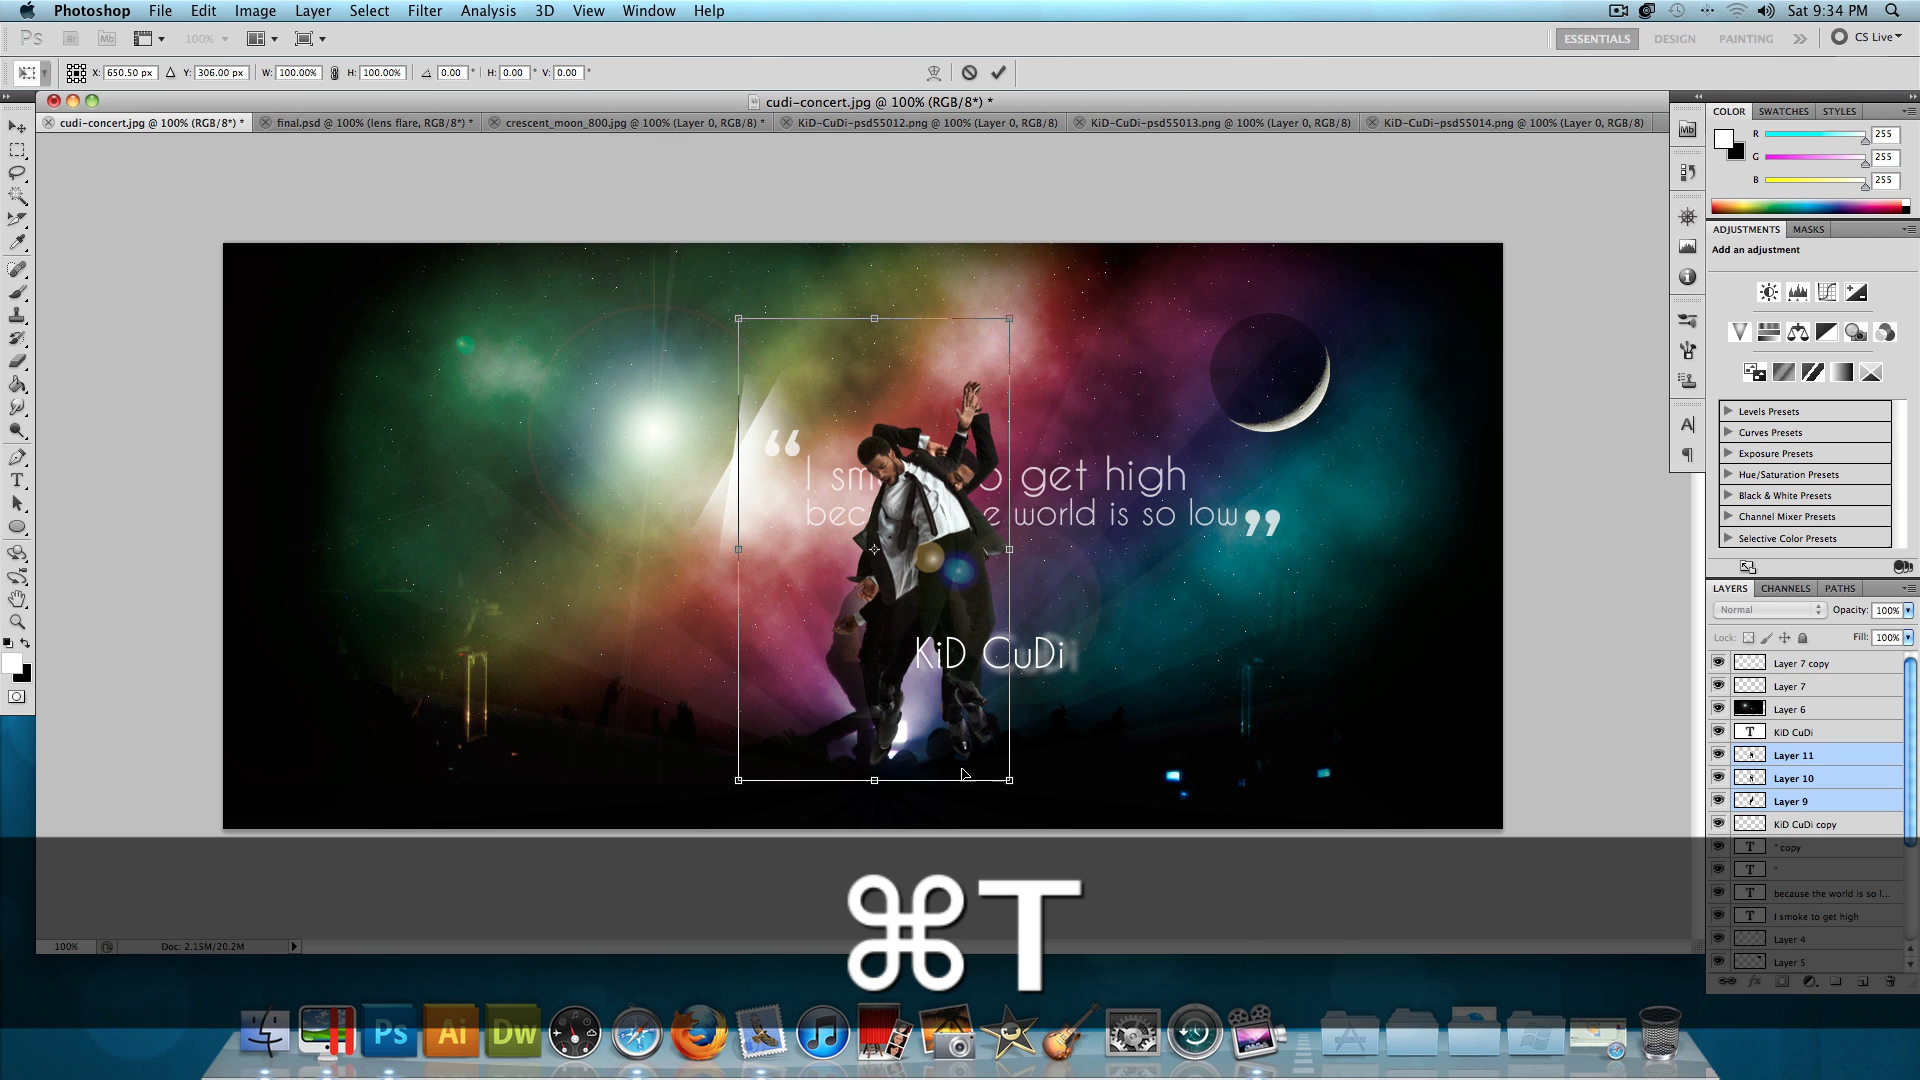 Photoshop File Edit Image Layer Select Filter Analysis 3D View Window Help Sat 9:34 PM
Ps Br Mb 100% ESSENTIALS DESIGN PAINTING CS Live
X: 650.50 px Y: 306.00 px W: 100.00% H: 100.00% 0.00 ° H: 0.00 ° V: 0.00 °
cudi-concert.jpg @ 100% (RGB/8*) *
cudi-concert.jpg @ 100% (RGB/8*) * final.psd @ 100% (lens flare, RGB/8*) * crescent_moon_800.jpg @ 100% (Layer 0, RGB/8) * KiD-CuDi-psd55012.png @ 100% (Layer 0, RGB/8) KiD-CuDi-psd55013.png @ 100% (Layer 0, RGB/8) KiD-CuDi-psd55014.png @ 100% (Layer 0, RGB/8)
COLOR SWATCHES STYLES
R 255
G 255
B 255
Mb
ADJUSTMENTS MASKS
Add an adjustment
Levels Presets
Curves Presets
Exposure Presets
Hue/Saturation Presets
Black & White Presets
Channel Mixer Presets
Selective Color Presets
“I sm o get high
bec e world is so low”
KiD CuDi
LAYERS CHANNELS PATHS
Normal Opacity: 100%
Lock: Fill: 100%
Layer 7 copy
Layer 7
Layer 6
T KiD CuDi
Layer 11
Layer 10
Layer 9
KiD CuDi copy
T " copy
T "
T because the world is so l...
T I smoke to get high
Layer 4
Layer 5
100% Doc: 2.15M/20.2M
⌘T
Ps Ai Dw